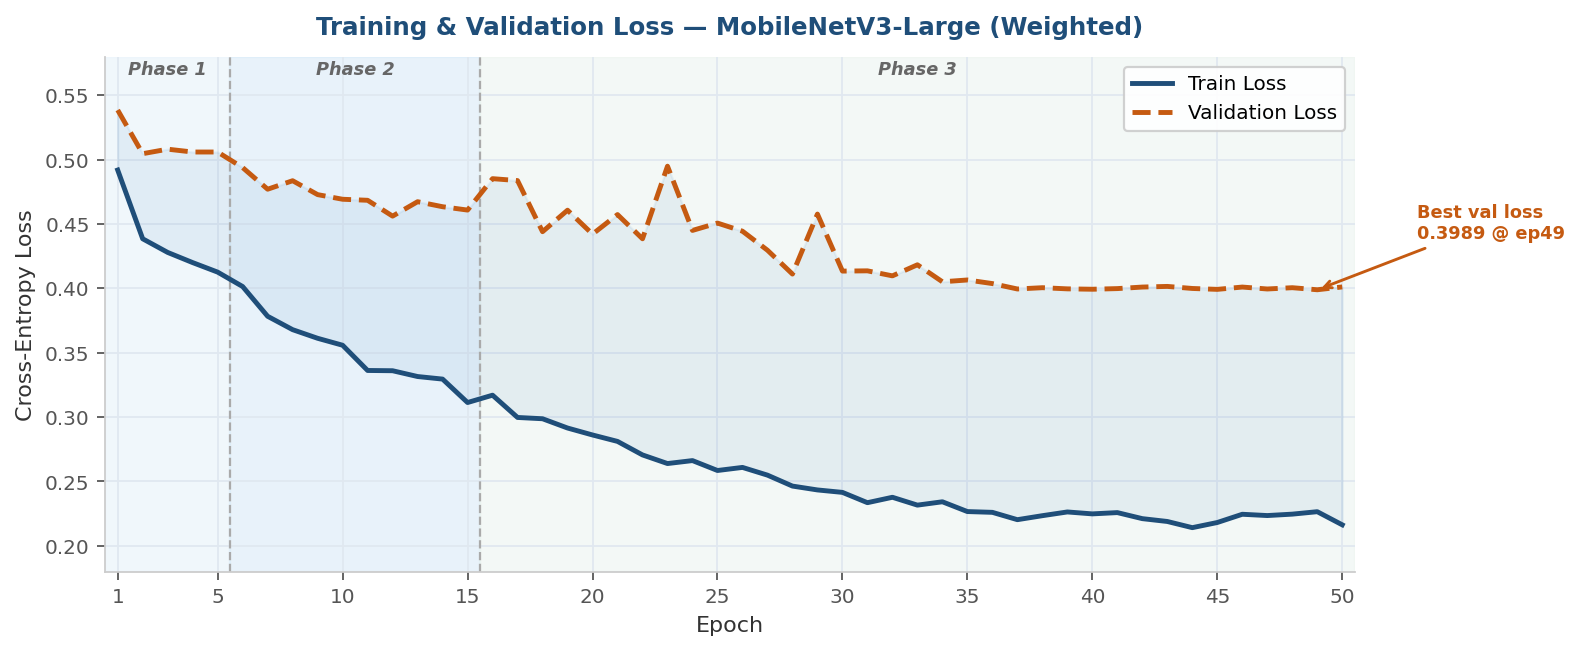 Training & Validation Loss — MobileNetV3-Large (Weighted)
Phase 1
Phase 2
Phase 3
Train Loss
Validation Loss
Best val loss
0.3989 @ ep49
Cross-Entropy Loss
0.55
0.50
0.45
0.40
0.35
0.30
0.25
0.20
1 5 10 15 20 25 30 35 40 45 50
Epoch